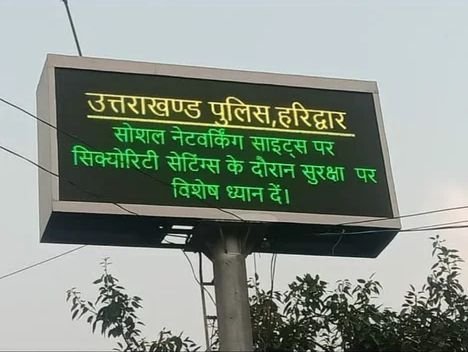 उत्तराखण्ड पुलिस,हरिद्वार
सोशल नेटवर्किंग साइट्स पर
सिक्योरिटी सेटिंग्स के दौरान सुरक्षा पर
विशेष ध्यान दें।